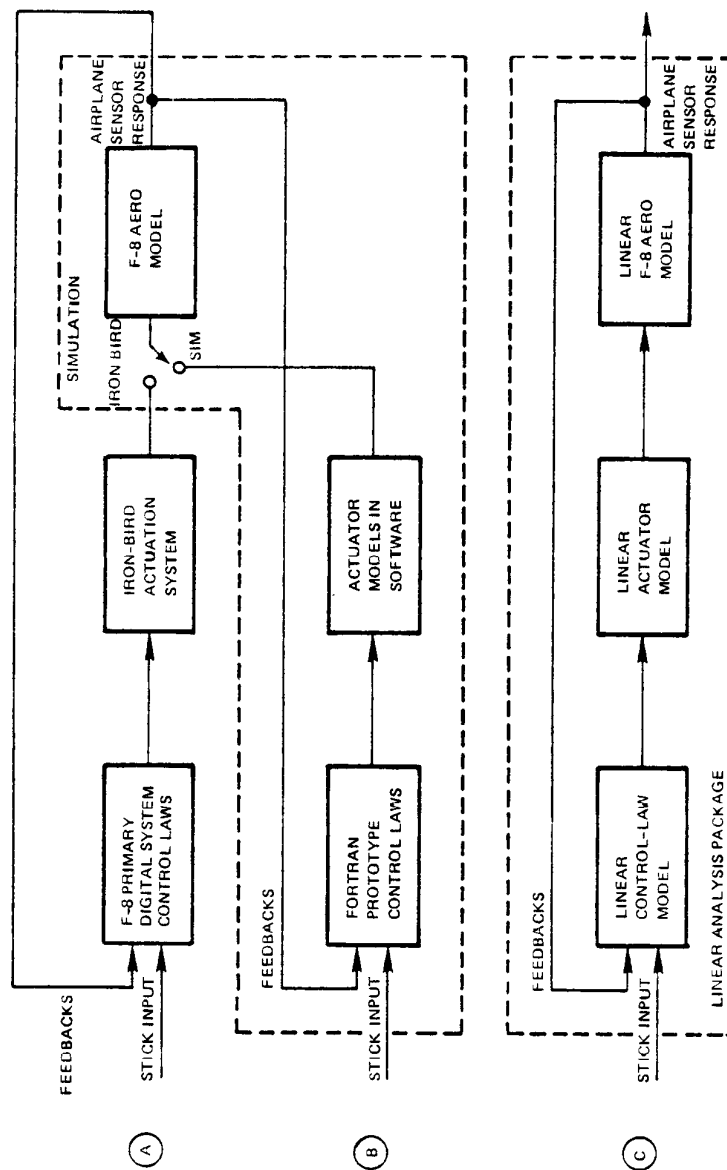 A
FEEDBACKS
STICK INPUT
F-8 PRIMARY
DIGITAL SYSTEM
CONTROL LAWS
IRON-BIRD
ACTUATION
SYSTEM
SIMULATION
IRON BIRD
SIM
F-8 AERO
MODEL
AIRPLANE
SENSOR
RESPONSE
B
FEEDBACKS
STICK INPUT
FORTRAN
PROTOTYPE
CONTROL LAWS
ACTUATOR
MODELS IN
SOFTWARE
C
FEEDBACKS
STICK INPUT
LINEAR
CONTROL-LAW
MODEL
LINEAR
ACTUATOR
MODEL
LINEAR
F-8 AERO
MODEL
AIRPLANE
SENSOR
RESPONSE
LINEAR ANALYSIS PACKAGE